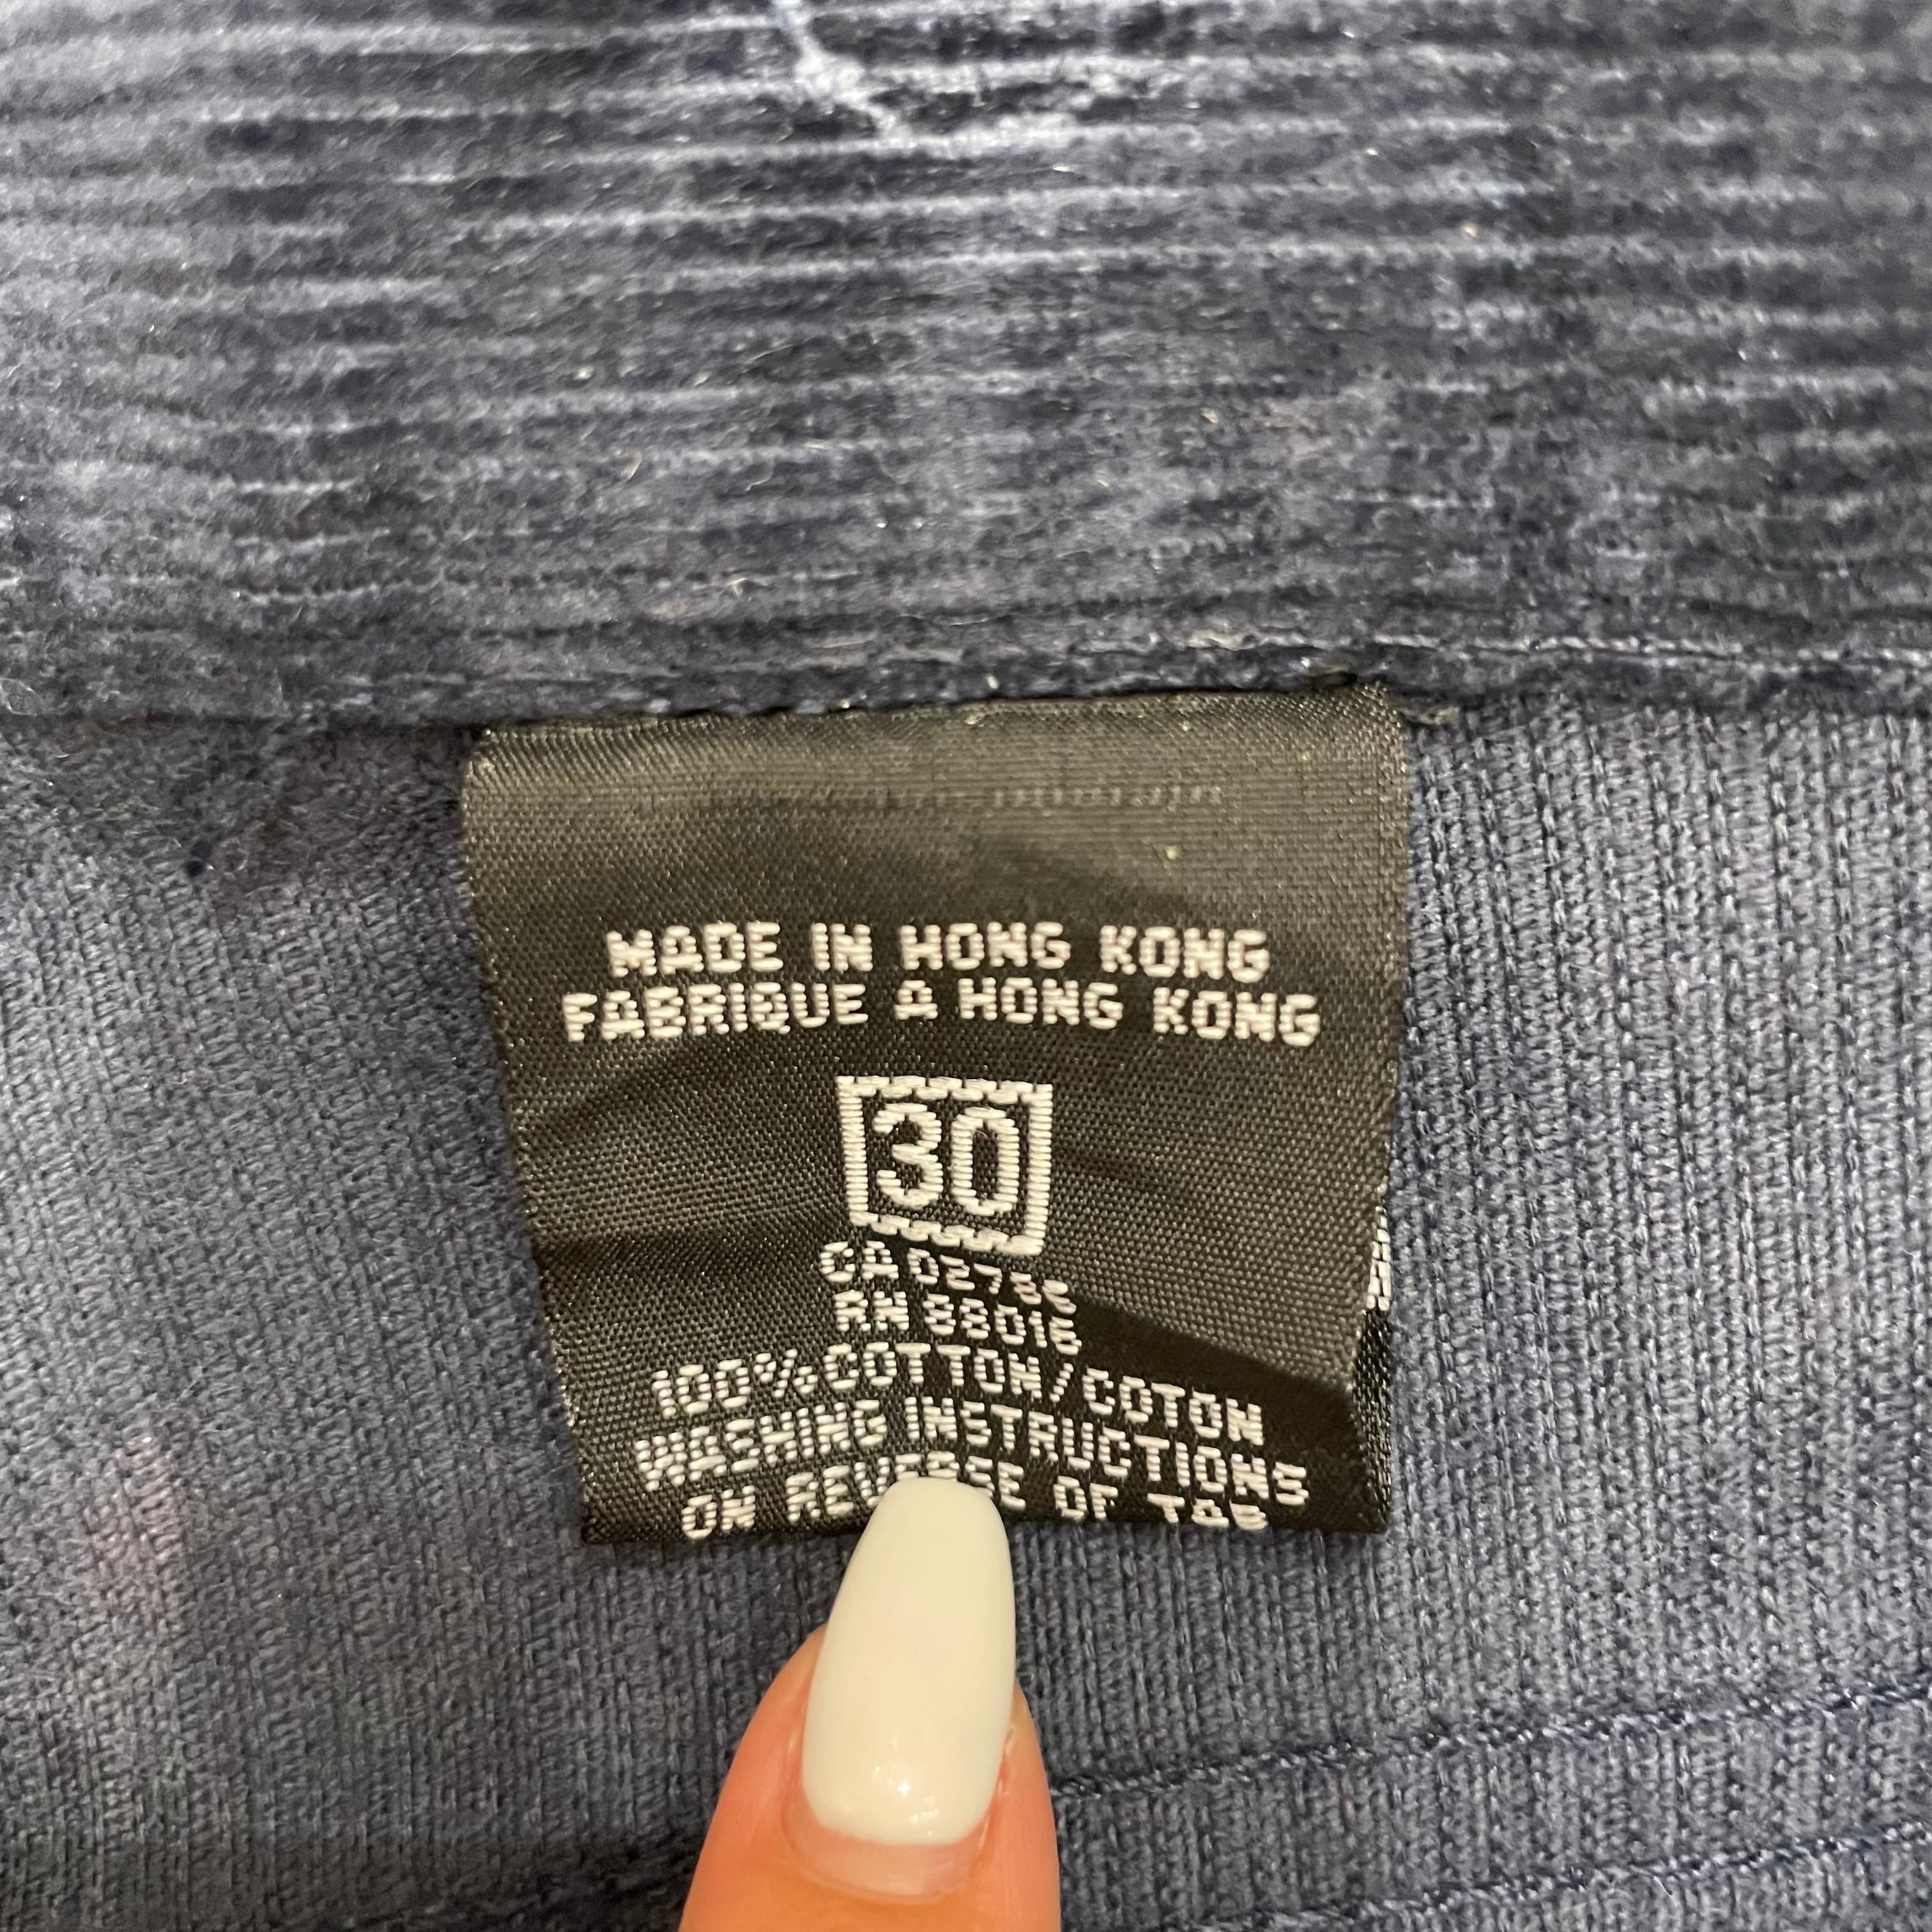 MADE IN HONG KONG
FABRIQUE A HONG KONG
30
CA 02786
RN 88016
100% COTTON/COTON
WASHING INSTRUCTIONS
ON REVERSE OF TAG